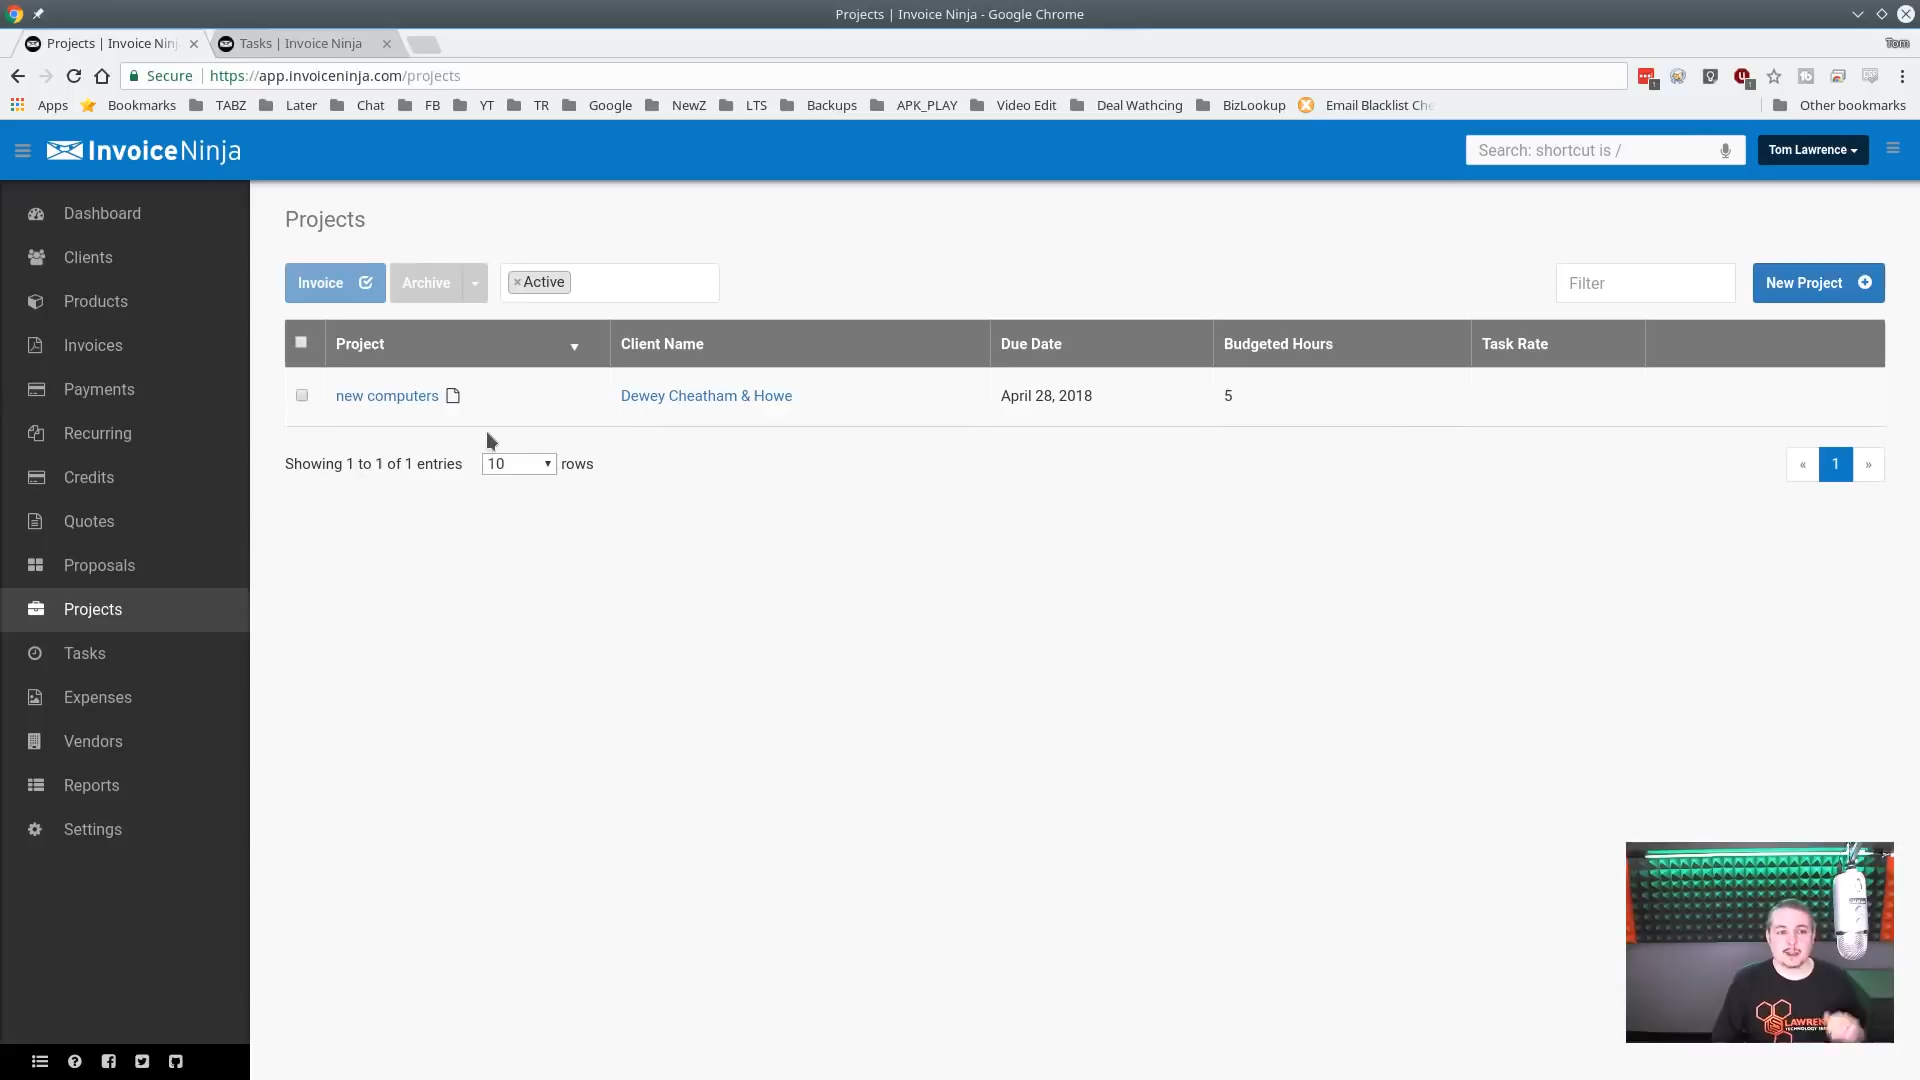 Projects | Invoice Ninja - Google Chrome
Projects | Invoice Nin
Tasks | Invoice Ninja
Tom
Secure
https://app.invoiceninja.com/projects
Apps
Bookmarks
TABZ
Later
Chat
FB
YT
TR
Google
NewZ
LTS
Backups
APK_PLAY
Video Edit
Deal Wathcing
BizLookup
Email Blacklist Che
Other bookmarks
InvoiceNinja
Search: shortcut is /
Tom Lawrence
Dashboard
Clients
Products
Invoices
Payments
Recurring
Credits
Quotes
Proposals
Projects
Tasks
Expenses
Vendors
Reports
Settings
Projects
Invoice
Archive
×Active
Filter
New Project
Project
Client Name
Due Date
Budgeted Hours
Task Rate
new computers
Dewey Cheatham & Howe
April 28, 2018
5
Showing 1 to 1 of 1 entries
10
rows
«
1
»